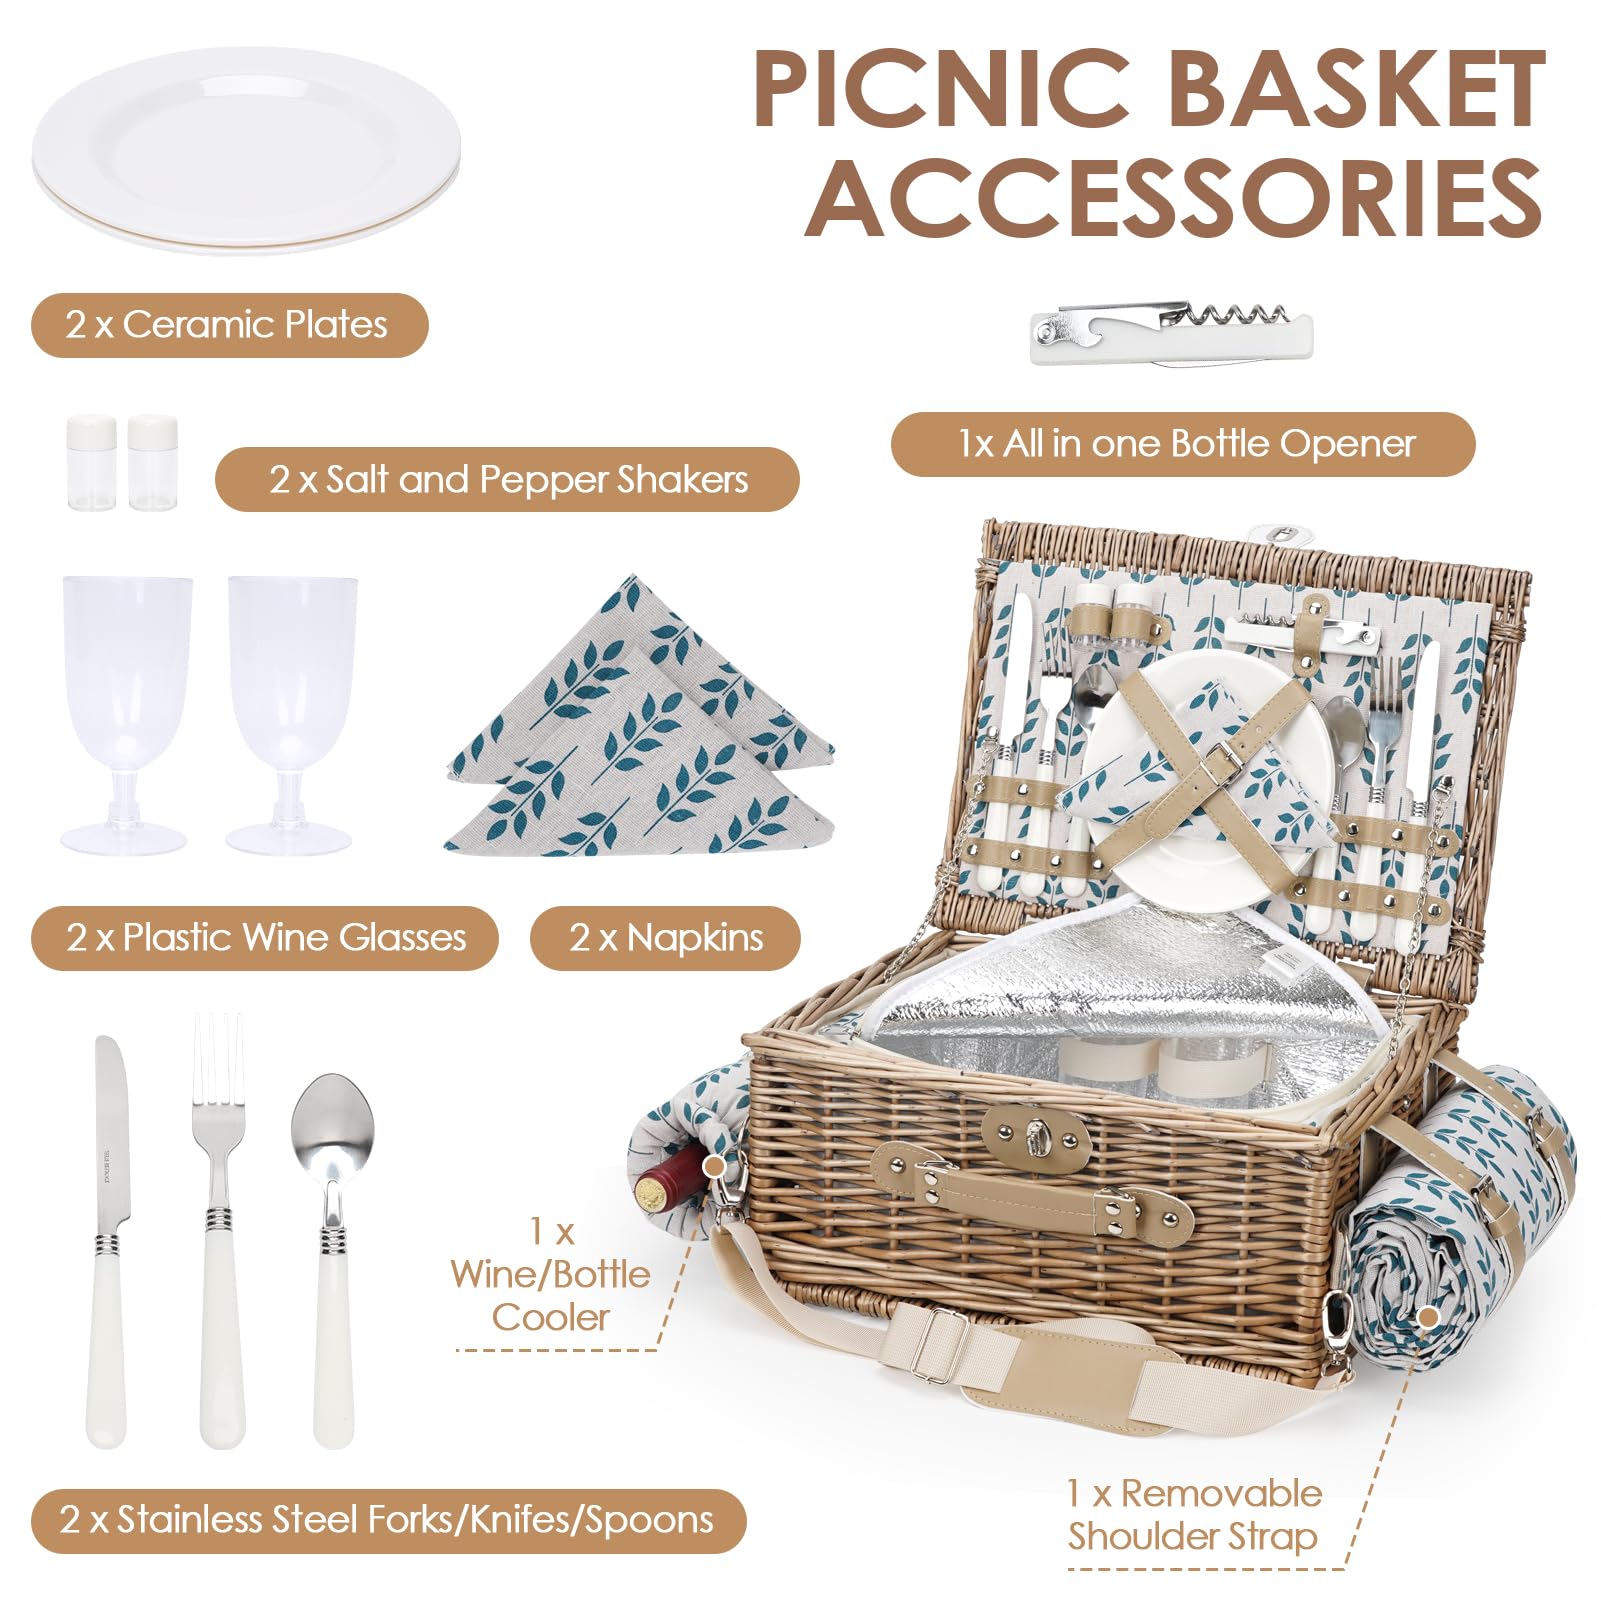 PICNIC BASKET
ACCESSORIES
2 x Ceramic Plates
1x All in one Bottle Opener
2 x Salt and Pepper Shakers
2 x Plastic Wine Glasses
2 x Napkins
1 x
Wine/Bottle
Cooler
2 x Stainless Steel Forks/Knifes/Spoons
1 x Removable
Shoulder Strap